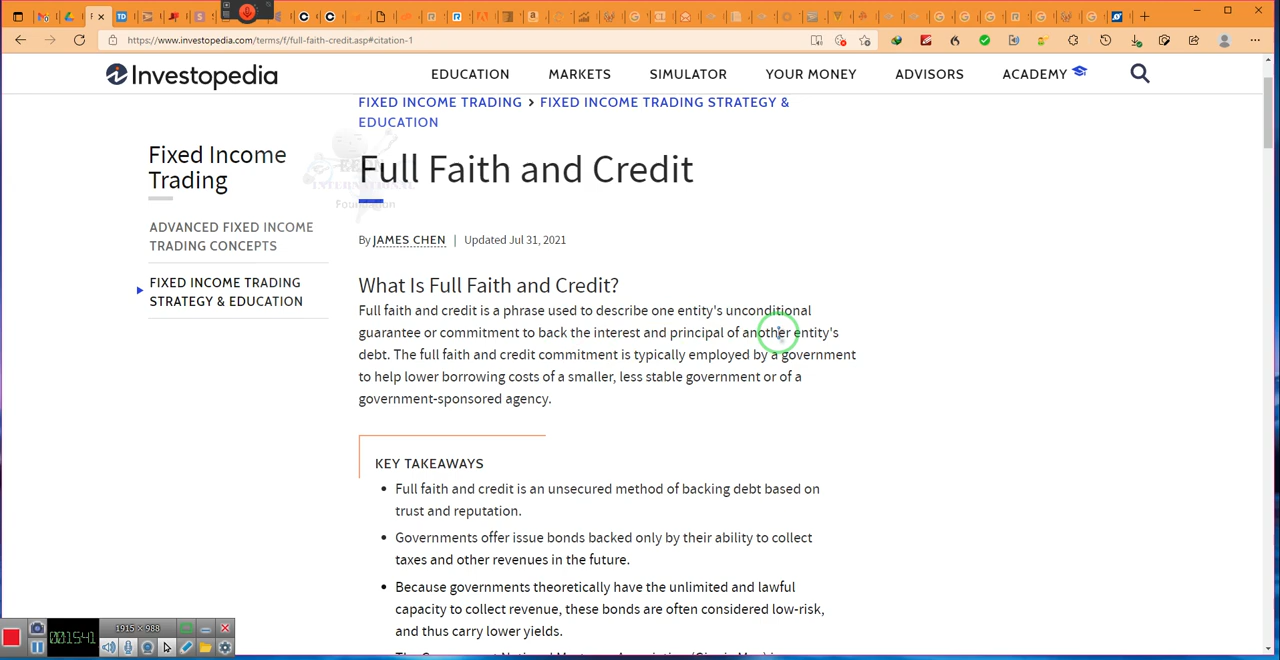 https://www.investopedia.com/terms/f/full-faith-credit.asp#citation-1
Investopedia
EDUCATION
MARKETS
SIMULATOR
YOUR MONEY
ADVISORS
ACADEMY
FIXED INCOME TRADING > FIXED INCOME TRADING STRATEGY &
EDUCATION
Fixed Income
Trading
ADVANCED FIXED INCOME
TRADING CONCEPTS
FIXED INCOME TRADING
STRATEGY & EDUCATION
INTERNATIONAL
Full Faith and Credit
By JAMES CHEN | Updated Jul 31, 2021
What Is Full Faith and Credit?
Full faith and credit is a phrase used to describe one entity's unconditional
guarantee or commitment to back the interest and principal of another entity's
debt. The full faith and credit commitment is typically employed by a government
to help lower borrowing costs of a smaller, less stable government or of a
government-sponsored agency.
KEY TAKEAWAYS
• Full faith and credit is an unsecured method of backing debt based on
trust and reputation.
• Governments offer issue bonds backed only by their ability to collect
taxes and other revenues in the future.
• Because governments theoretically have the unlimited and lawful
capacity to collect revenue, these bonds are often considered low-risk,
and thus carry lower yields.
1915 x 988
00:15:41